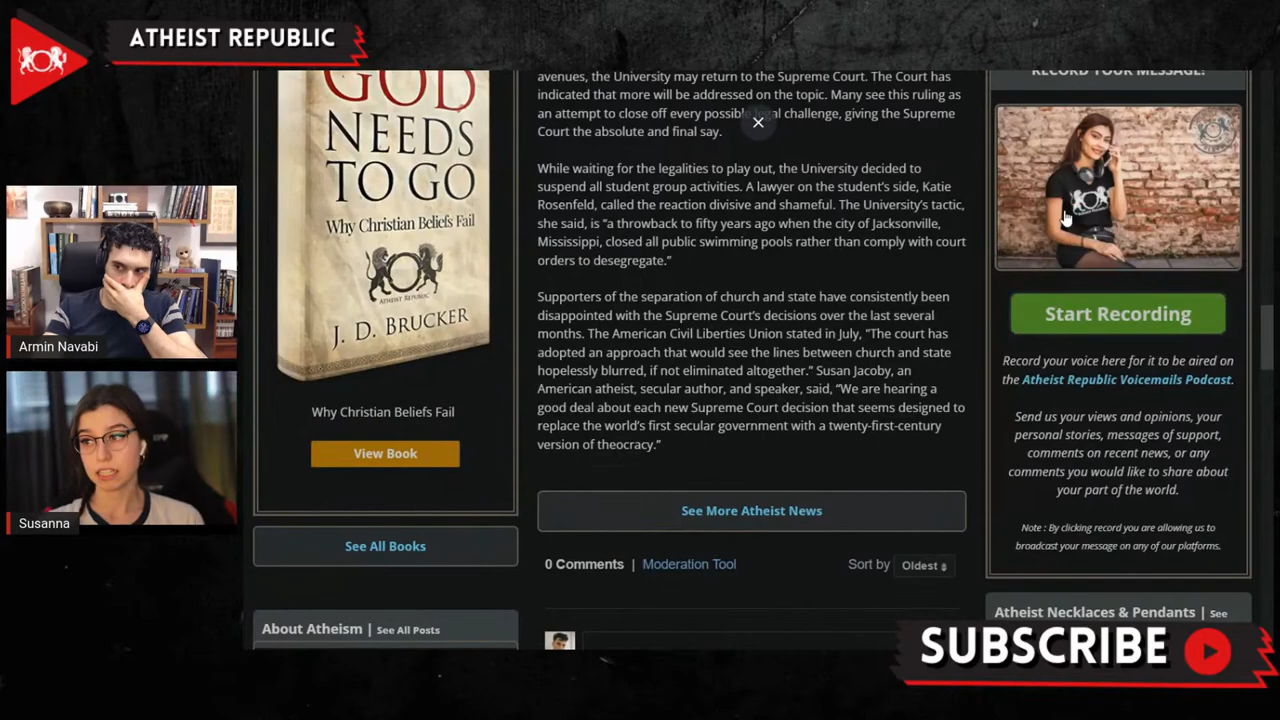 ATHEIST REPUBLIC
GOD
NEEDS
TO GO
Why Christian Beliefs Fail
ATHEIST REPUBLIC
J. D. BRUCKER
Why Christian Beliefs Fail
View Book
See All Books
About Atheism | See All Posts
avenues, the University may return to the Supreme Court. The Court has
indicated that more will be addressed on the topic. Many see this ruling as
an attempt to close off every possible legal challenge, giving the Supreme
Court the absolute and final say.
While waiting for the legalities to play out, the University decided to
suspend all student group activities. A lawyer on the student's side, Katie
Rosenfeld, called the reaction divisive and shameful. The University's tactic,
she said, is “a throwback to fifty years ago when the city of Jacksonville,
Mississippi, closed all public swimming pools rather than comply with court
orders to desegregate.”
Supporters of the separation of church and state have consistently been
disappointed with the Supreme Court's decisions over the last several
months. The American Civil Liberties Union stated in July, “The court has
adopted an approach that would see the lines between church and state
hopelessly blurred, if not eliminated altogether.” Susan Jacoby, an
American atheist, secular author, and speaker, said, “We are hearing a
good deal about each new Supreme Court decision that seems designed to
replace the world's first secular government with a twenty-first-century
version of theocracy.”
See More Atheist News
0 Comments | Moderation Tool
Sort by Oldest
RECORD YOUR MESSAGE!
Start Recording
Record your voice here for it to be aired on
the Atheist Republic Voicemails Podcast.
Send us your views and opinions, your
personal stories, messages of support,
comments on recent news, or any
comments you would like to share about
your part of the world.
Note : By clicking record you are allowing us to
broadcast your message on any of our platforms.
Atheist Necklaces & Pendants | See
Armin Navabi
Susanna
SUBSCRIBE